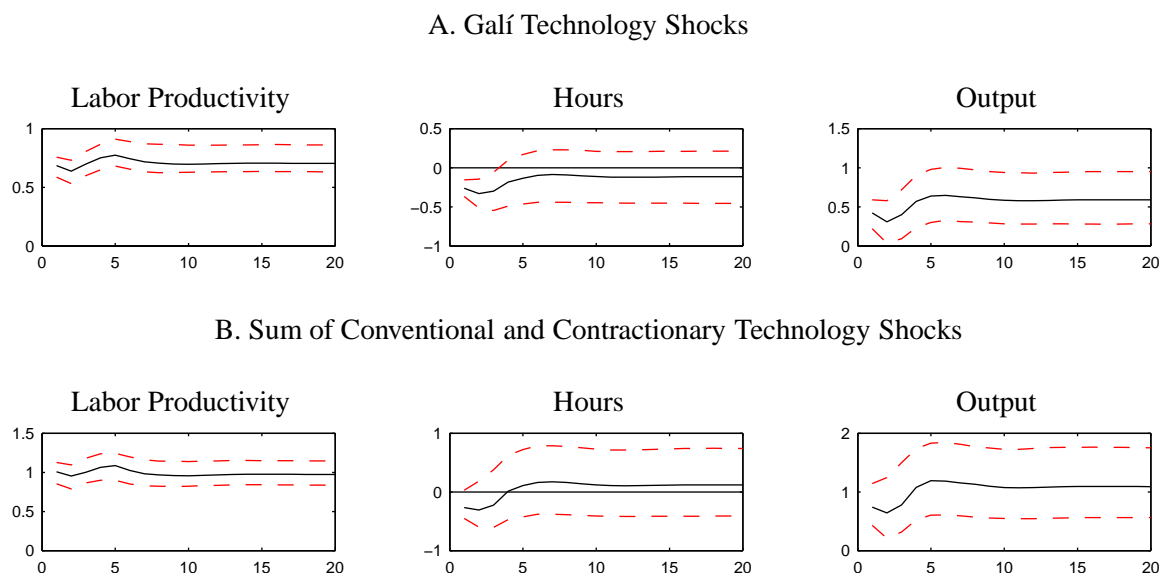 A. Galí Technology Shocks
Labor Productivity
Hours
Output
1
0.5
0
0 5 10 15 20
0.5
0
−0.5
−1
0 5 10 15 20
1.5
1
0.5
0
0 5 10 15 20
B. Sum of Conventional and Contractionary Technology Shocks
Labor Productivity
Hours
Output
1.5
1
0.5
0
0 5 10 15 20
1
0
−1
0 5 10 15 20
2
1
0
0 5 10 15 20